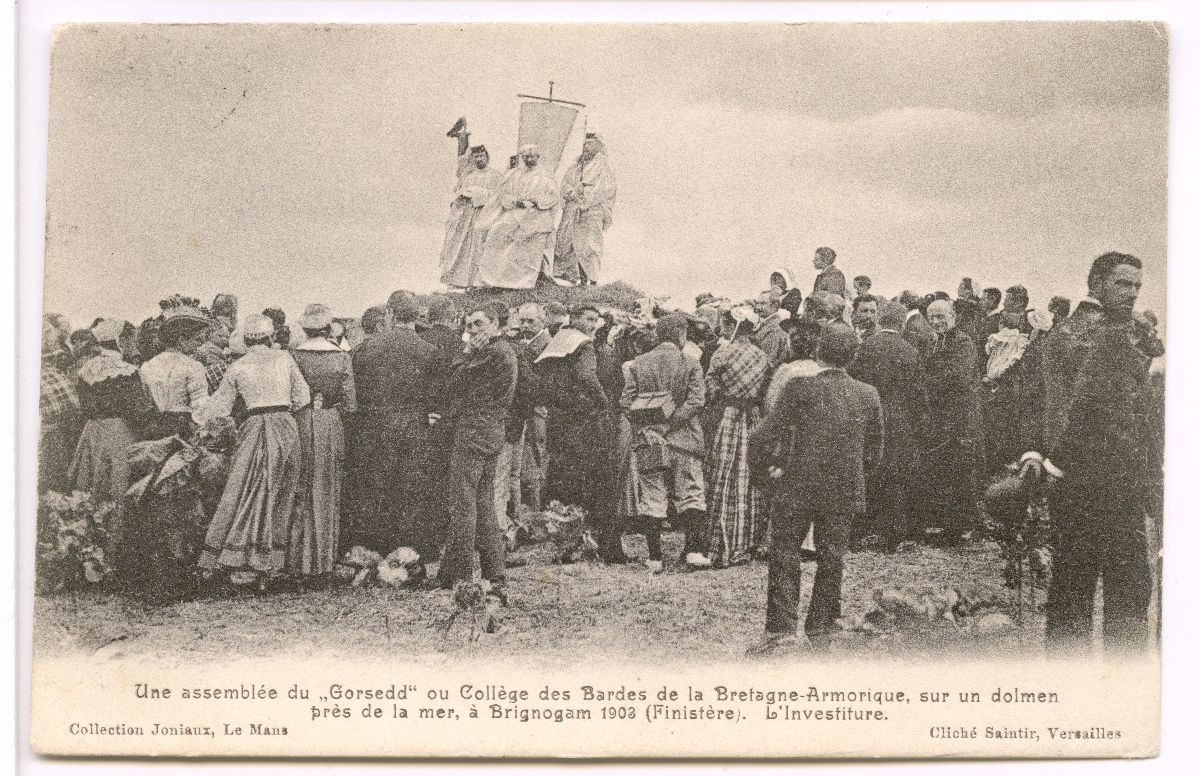 Une assemblée du „Gorsedd“ ou Collège des Bardes de la Bretagne-Armorique, sur un dolmen
près de la mer, à Brignogam 1903 (Finistère). L'Investiture.
Collection Joniaux, Le Mans
Cliché Saintir, Versailles